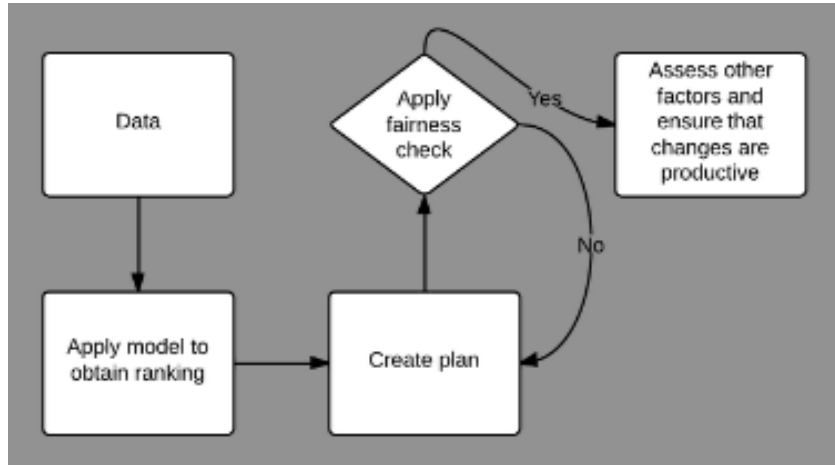 Data
Apply
fairness
check
Yes
Assess other
factors and
ensure that
changes are
productive
No
Apply model to
obtain ranking
Create plan